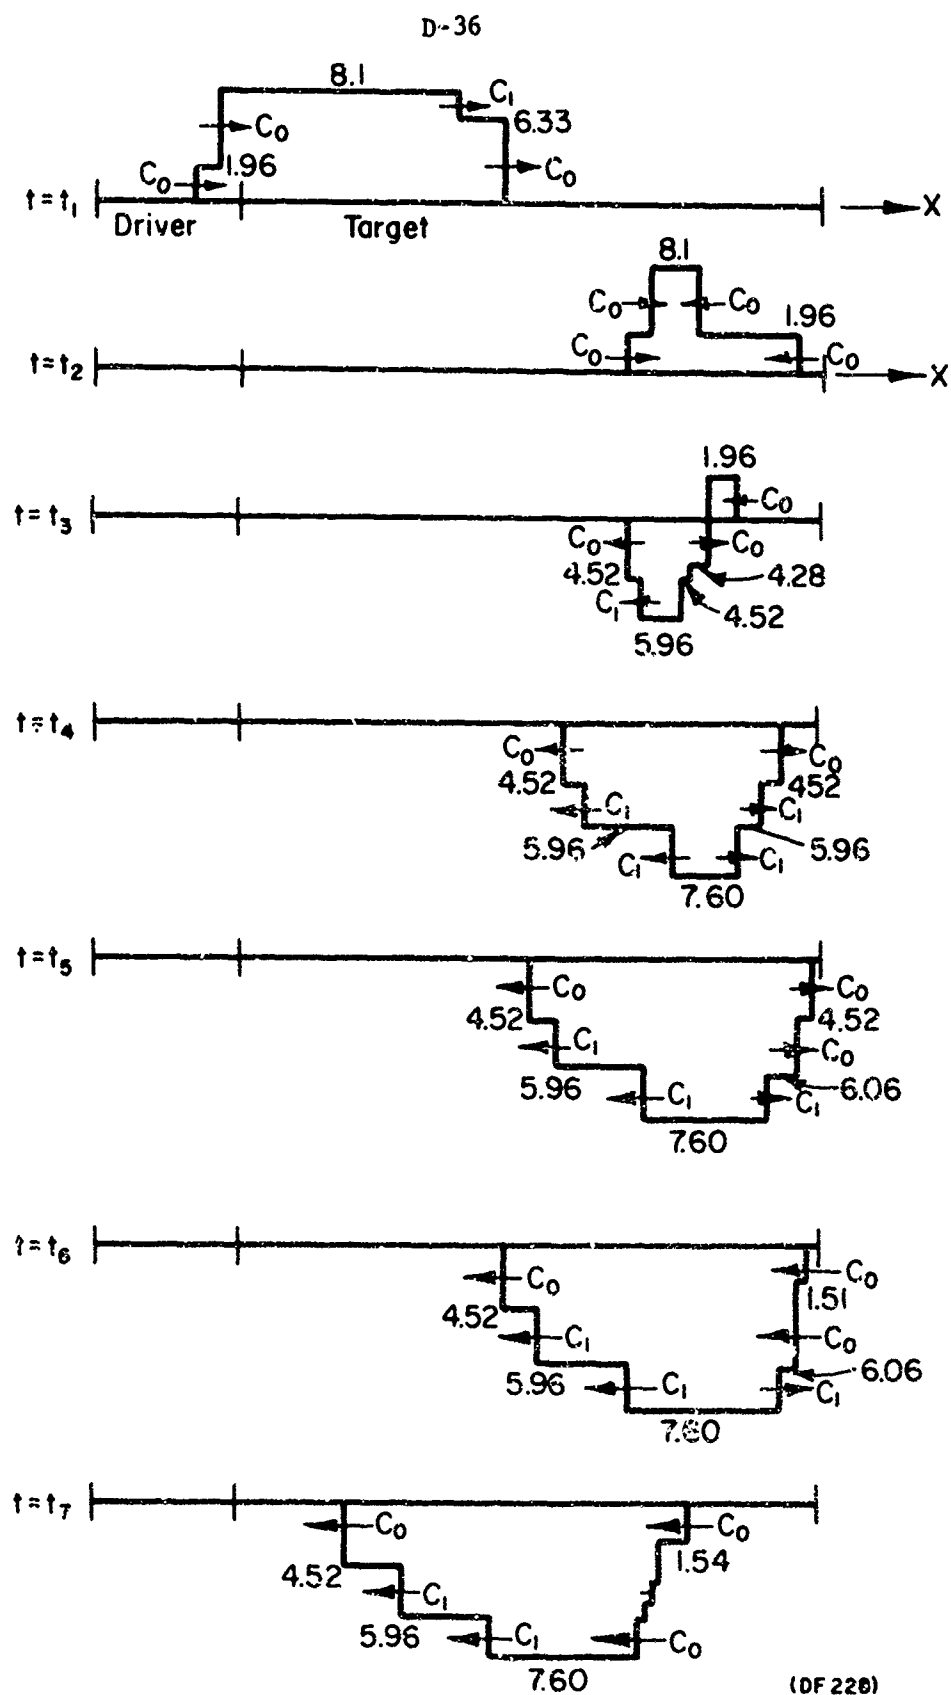 D-36
8.1
C₁
6.33
C₀
1.96
C₀
C₀
t=t₁
Driver
Target
X
8.1
C₀
C₀
1.96
C₀
C₀
t=t₂
X
1.96
C₀
t=t₃
C₀
C₀
4.52
4.28
C₁
4.52
5.96
t=t₄
C₀
C₀
4.52
452
C₁
C₁
5.96
5.96
C₁
C₁
7.60
t=t₅
C₀
C₀
4.52
4.52
C₁
C₀
5.96
6.06
C₁
C₁
7.60
t=t₆
C₀
C₀
1.51
4.52
C₁
C₀
6.06
5.96
C₁
C₁
7.60
t=t₇
C₀
C₀
1.54
4.52
C₁
5.96
C₁
C₀
7.60
(DF 228)